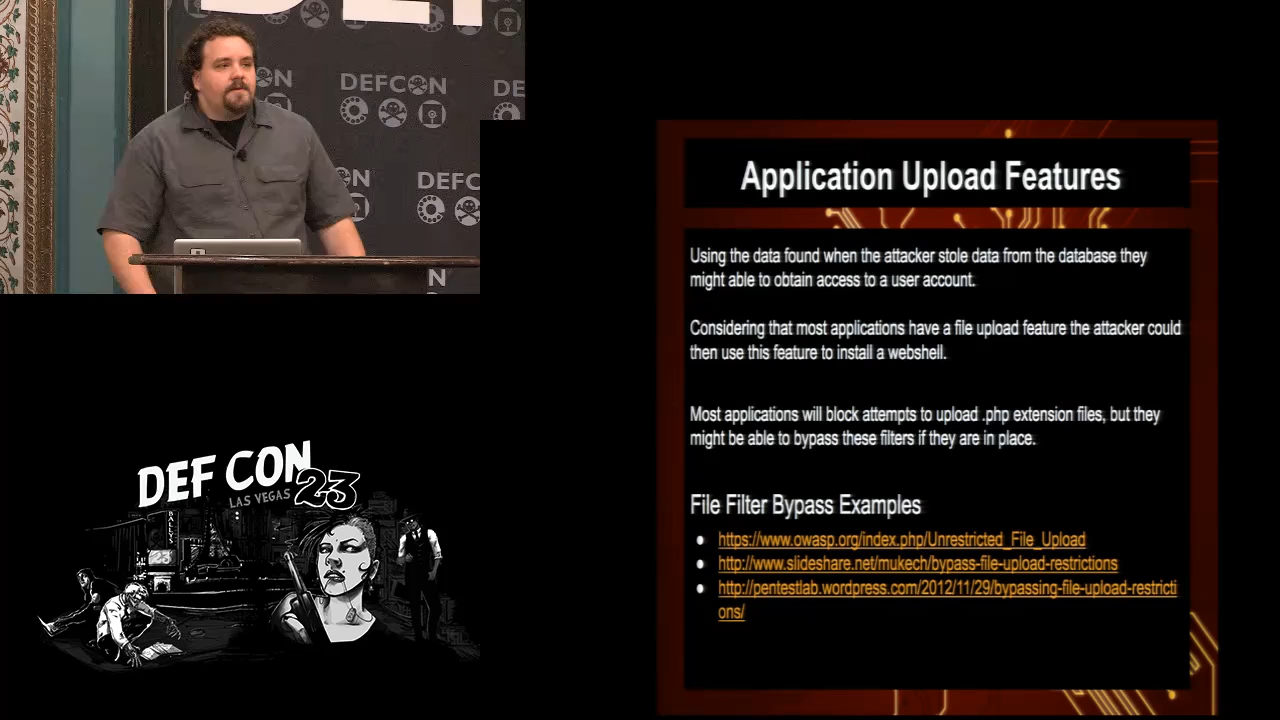 DEFCON
DEFCON
DEFC
Application Upload Features
Using the data found when the attacker stole data from the database they
might able to obtain access to a user account.
Considering that most applications have a file upload feature the attacker could
then use this feature to install a webshell.
Most applications will block attempts to upload .php extension files, but they
might be able to bypass these filters if they are in place.
File Filter Bypass Examples
https://www.owasp.org/index.php/Unrestricted_File_Upload
http://www.slideshare.net/mukech/bypass-file-upload-restrictions
http://pentestlab.wordpress.com/2012/11/29/bypassing-file-upload-restricti
ons/
DEF CON
LAS VEGAS 23
BALLYS